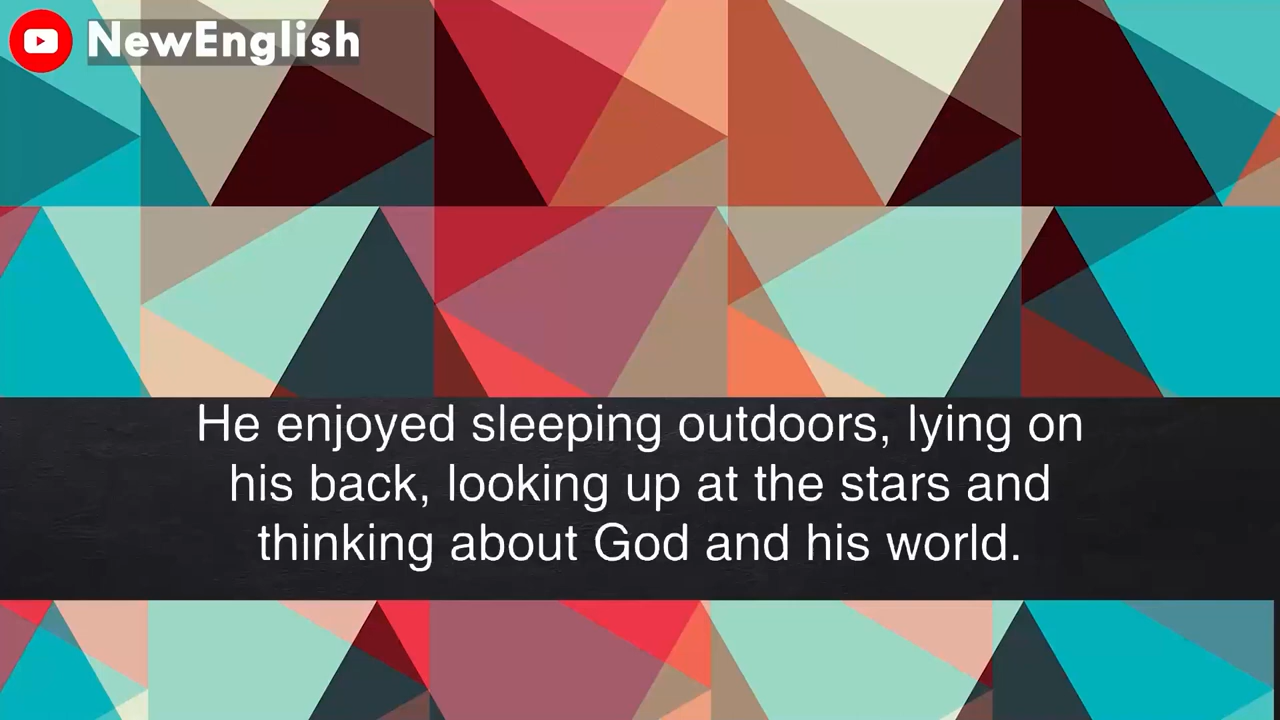 NewEnglish
He enjoyed sleeping outdoors, lying on
his back, looking up at the stars and
thinking about God and his world.